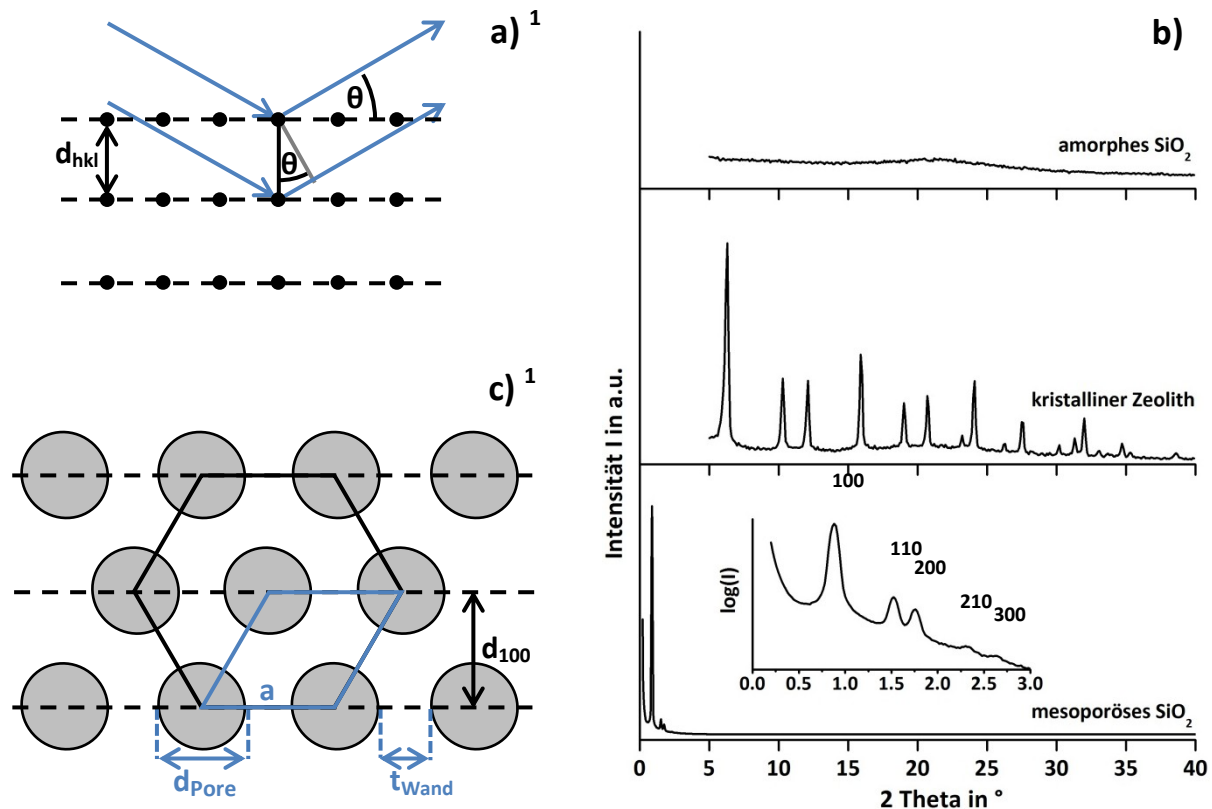 a) ¹
θ
d_hkl
θ
c) ¹
d₁₀₀
a
d_Pore
t_Wand
b)
amorphes SiO₂
kristalliner Zeolith
100
110
200
210
300
log(I)
0.0 0.5 1.0 1.5 2.0 2.5 3.0
mesoporöses SiO₂
Intensität I in a.u.
0 5 10 15 20 25 30 35 40
2 Theta in °